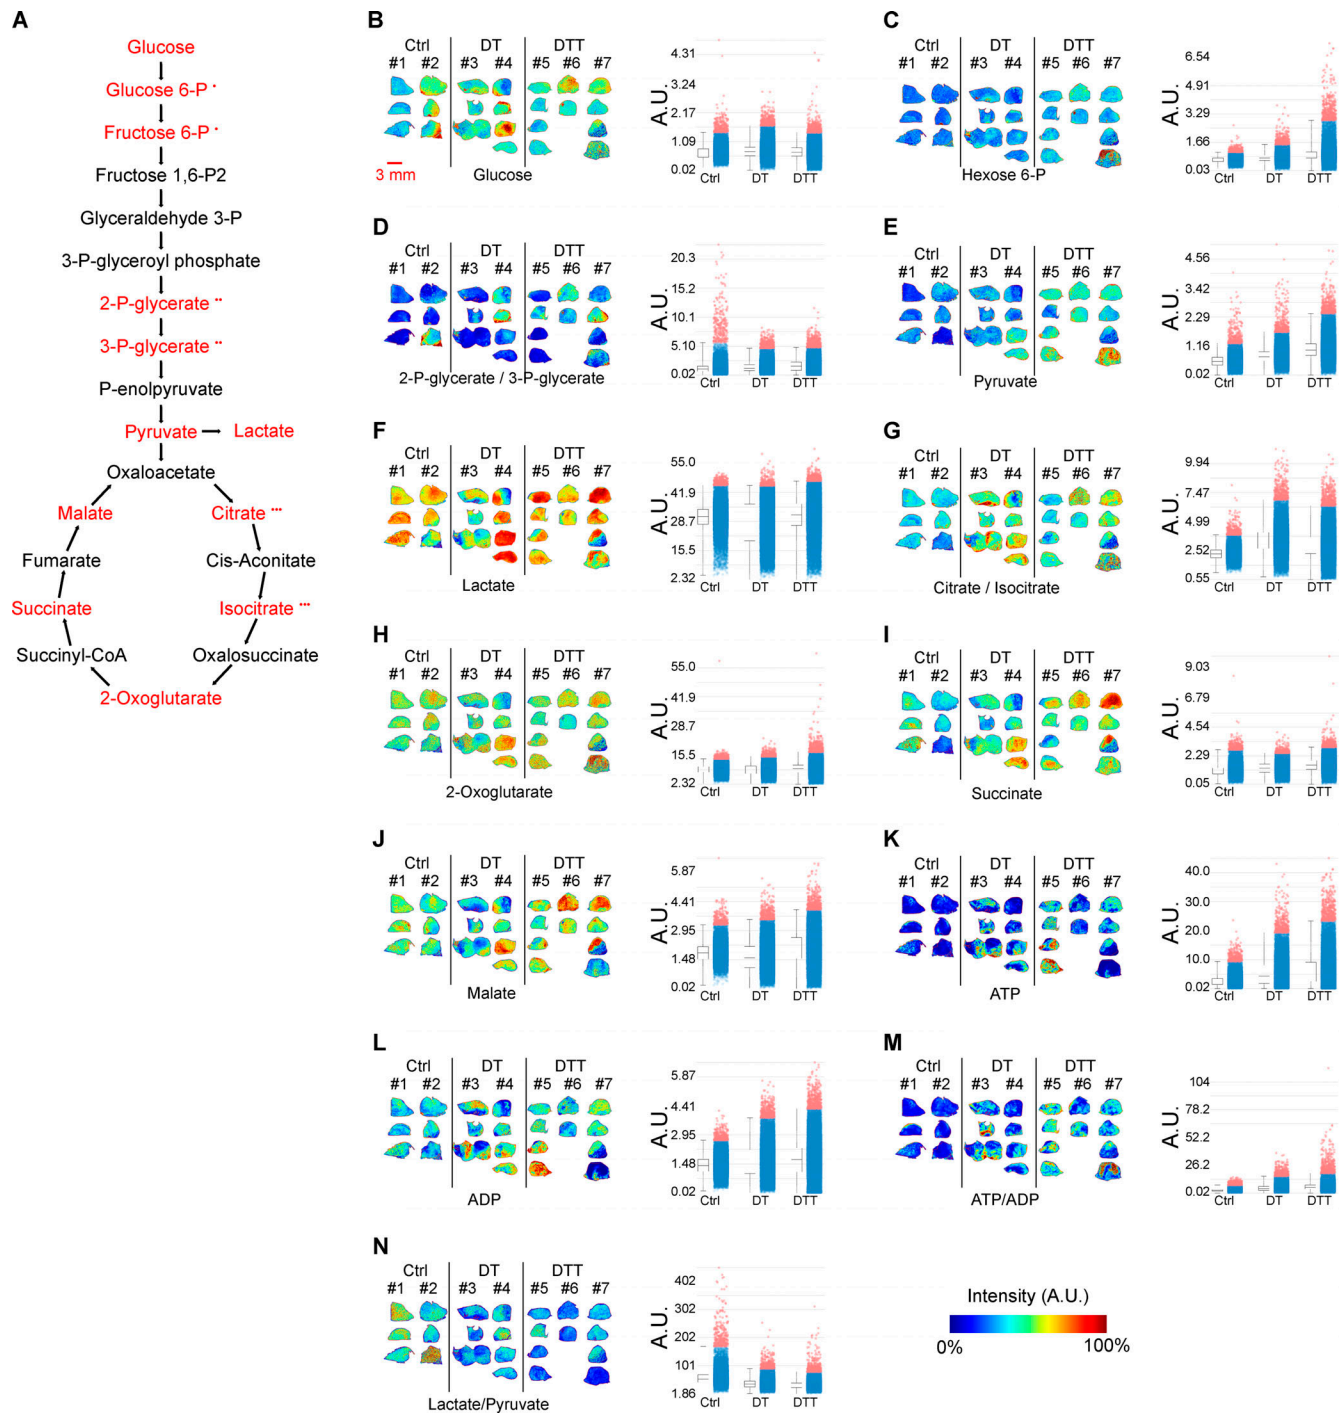 A
Glucose
Glucose 6-P •
Fructose 6-P •
Fructose 1,6-P2
Glyceraldehyde 3-P
3-P-glyceroyl phosphate
2-P-glycerate ••
3-P-glycerate ••
P-enolpyruvate
Pyruvate
Lactate
Oxaloacetate
Malate
Citrate •••
Fumarate
Cis-Aconitate
Succinate
Isocitrate •••
Succinyl-CoA
Oxalosuccinate
2-Oxoglutarate
B
Ctrl DT DTT
#1 #2 #3 #4 #5 #6 #7
3 mm
Glucose
A.U.
4.31
3.24
2.17
1.09
0.02
Ctrl DT DTT
C
Ctrl DT DTT
#1 #2 #3 #4 #5 #6 #7
Hexose 6-P
A.U.
6.54
4.91
3.29
1.66
0.03
Ctrl DT DTT
D
Ctrl DT DTT
#1 #2 #3 #4 #5 #6 #7
2-P-glycerate / 3-P-glycerate
A.U.
20.3
15.2
10.1
5.10
0.02
Ctrl DT DTT
E
Ctrl DT DTT
#1 #2 #3 #4 #5 #6 #7
Pyruvate
A.U.
4.56
3.42
2.29
1.16
0.02
Ctrl DT DTT
F
Ctrl DT DTT
#1 #2 #3 #4 #5 #6 #7
Lactate
A.U.
55.0
41.9
28.7
15.5
2.32
Ctrl DT DTT
G
Ctrl DT DTT
#1 #2 #3 #4 #5 #6 #7
Citrate / Isocitrate
A.U.
9.94
7.47
4.99
2.52
0.55
Ctrl DT DTT
H
Ctrl DT DTT
#1 #2 #3 #4 #5 #6 #7
2-Oxoglutarate
A.U.
55.0
41.9
28.7
15.5
2.32
Ctrl DT DTT
I
Ctrl DT DTT
#1 #2 #3 #4 #5 #6 #7
Succinate
A.U.
9.03
6.79
4.54
2.29
0.05
Ctrl DT DTT
J
Ctrl DT DTT
#1 #2 #3 #4 #5 #6 #7
Malate
A.U.
5.87
4.41
2.95
1.48
0.02
Ctrl DT DTT
K
Ctrl DT DTT
#1 #2 #3 #4 #5 #6 #7
ATP
A.U.
40.0
30.0
20.0
10.0
0.02
Ctrl DT DTT
L
Ctrl DT DTT
#1 #2 #3 #4 #5 #6 #7
ADP
A.U.
5.87
4.41
2.95
1.48
0.02
Ctrl DT DTT
M
Ctrl DT DTT
#1 #2 #3 #4 #5 #6 #7
ATP/ADP
A.U.
104
78.2
52.2
26.2
0.02
Ctrl DT DTT
N
Ctrl DT DTT
#1 #2 #3 #4 #5 #6 #7
Lactate/Pyruvate
A.U.
402
302
202
101
1.86
Ctrl DT DTT
Intensity (A.U.)
0% 100%